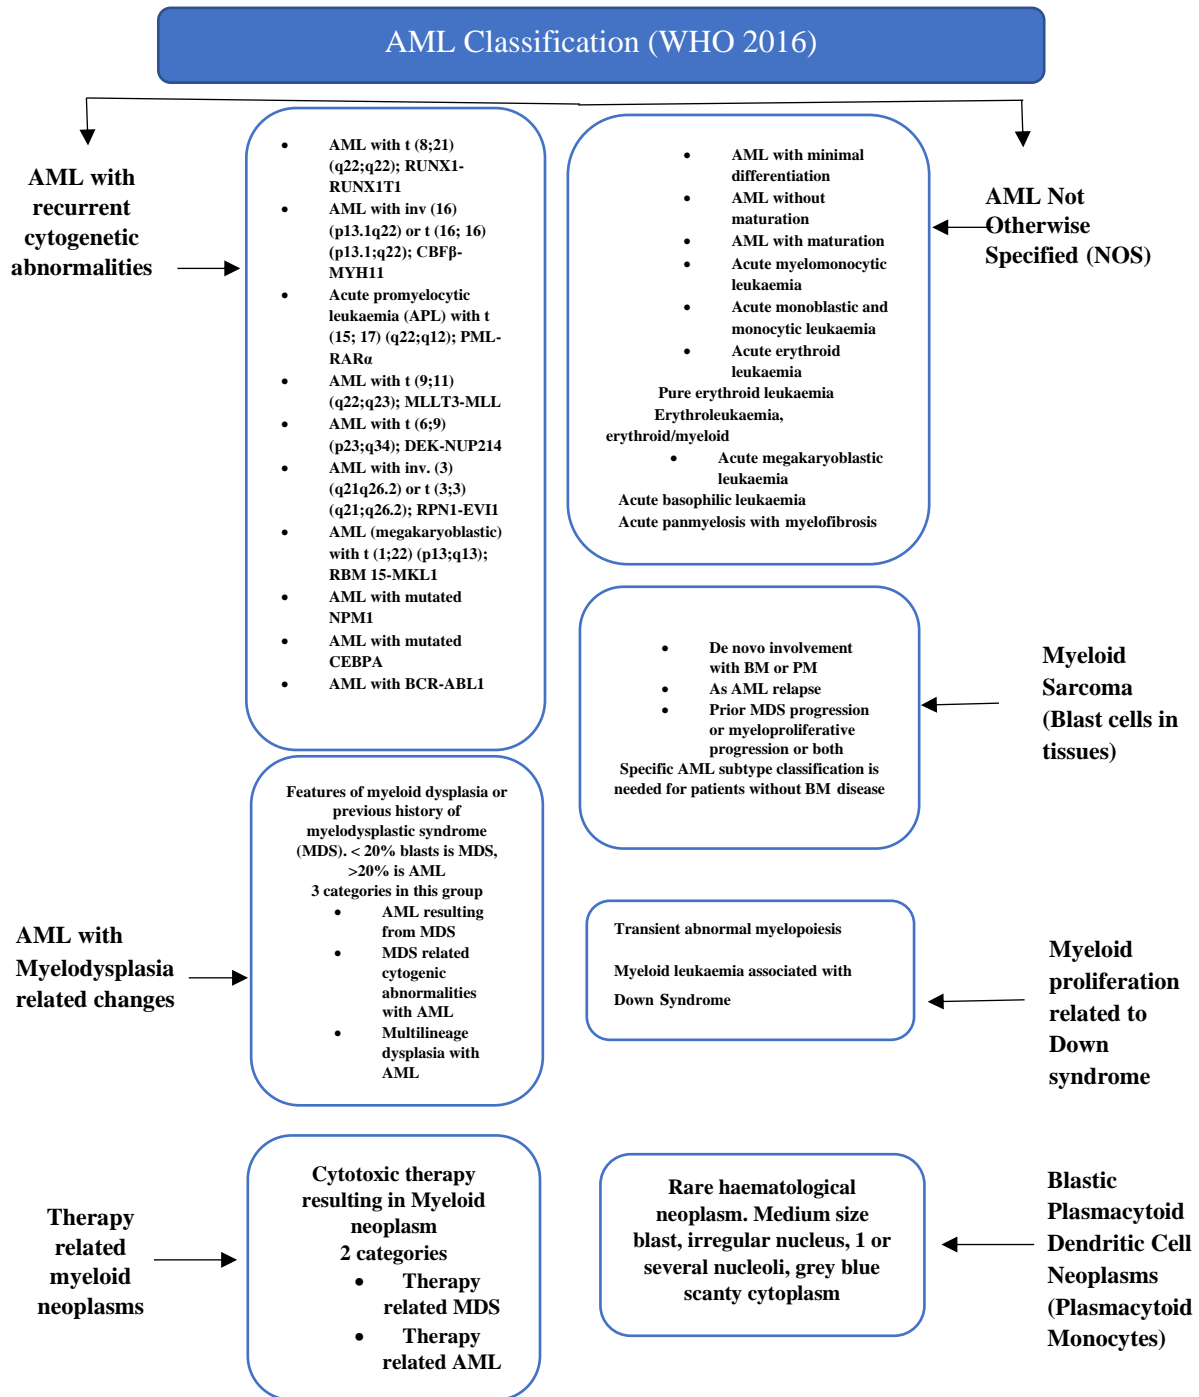 AML Classification (WHO 2016)
AML with
recurrent
cytogenetic
abnormalities
• AML with t (8;21)
(q22;q22); RUNX1-
RUNX1T1
• AML with inv (16)
(p13.1q22) or t (16; 16)
(p13.1;q22); CBFβ-
MYH11
• Acute promyelocytic
leukaemia (APL) with t
(15; 17) (q22;q12); PML-
RARα
• AML with t (9;11)
(q22;q23); MLLT3-MLL
• AML with t (6;9)
(p23;q34); DEK-NUP214
• AML with inv. (3)
(q21q26.2) or t (3;3)
(q21;q26.2); RPN1-EVI1
• AML (megakaryoblastic)
with t (1;22) (p13;q13);
RBM 15-MKL1
• AML with mutated
NPM1
• AML with mutated
CEBPA
• AML with BCR-ABL1
• AML with minimal
differentiation
• AML without
maturation
• AML with maturation
• Acute myelomonocytic
leukaemia
• Acute monoblastic and
monocytic leukaemia
• Acute erythroid
leukaemia
Pure erythroid leukaemia
Erythroleukaemia,
erythroid/myeloid
• Acute megakaryoblastic
leukaemia
Acute basophilic leukaemia
Acute panmyelosis with myelofibrosis
AML Not
Otherwise
Specified (NOS)
• De novo involvement
with BM or PM
• As AML relapse
• Prior MDS progression
or myeloproliferative
progression or both
Specific AML subtype classification is
needed for patients without BM disease
Myeloid
Sarcoma
(Blast cells in
tissues)
AML with
Myelodysplasia
related changes
Features of myeloid dysplasia or
previous history of
myelodysplastic syndrome
(MDS). < 20% blasts is MDS,
>20% is AML
3 categories in this group
• AML resulting
from MDS
• MDS related
cytogenic
abnormalities
with AML
• Multilineage
dysplasia with
AML
Transient abnormal myelopoiesis
Myeloid leukaemia associated with
Down Syndrome
Myeloid
proliferation
related to
Down
syndrome
Therapy
related
myeloid
neoplasms
Cytotoxic therapy
resulting in Myeloid
neoplasm
2 categories
• Therapy
related MDS
• Therapy
related AML
Rare haematological
neoplasm. Medium size
blast, irregular nucleus, 1 or
several nucleoli, grey blue
scanty cytoplasm
Blastic
Plasmacytoid
Dendritic Cell
Neoplasms
(Plasmacytoid
Monocytes)